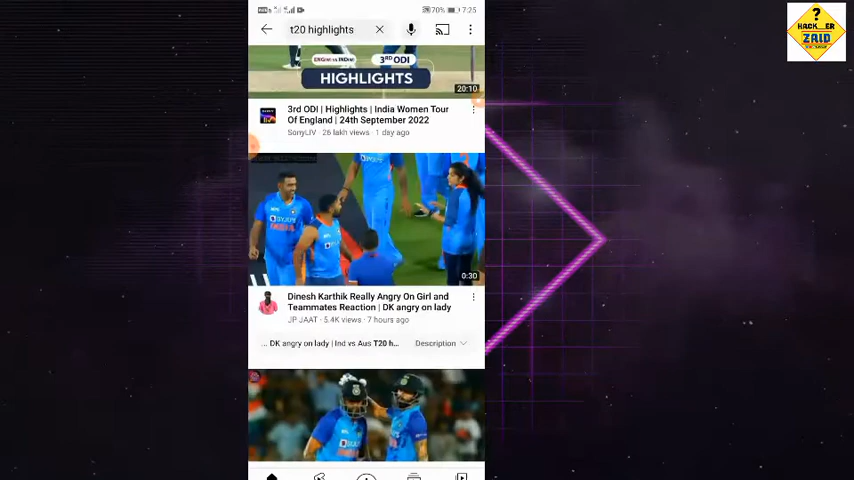 70% 7:25
t20 highlights
3RD ODI
HIGHLIGHTS
20:10
3rd ODI | Highlights | India Women Tour
Of England | 24th September 2022
SonyLIV · 26 lakh views · 1 day ago
0:30
Dinesh Karthik Really Angry On Girl and
Teammates Reaction | DK angry on lady
JP JAAT · 5.4K views · 7 hours ago
... DK angry on lady | Ind vs Aus T20 h... Description
?
HACK__ER
ZAID